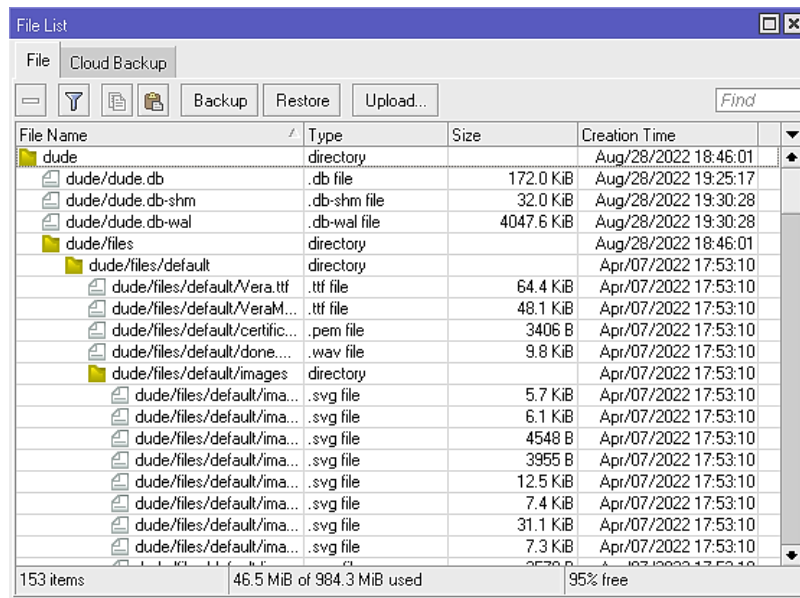 File List
File Cloud Backup
Backup Restore Upload... Find
File Name Type Size Creation Time
dude directory Aug/28/2022 18:46:01
dude/dude.db .db file 172.0 KiB Aug/28/2022 19:25:17
dude/dude.db-shm .db-shm file 32.0 KiB Aug/28/2022 19:30:28
dude/dude.db-wal .db-wal file 4047.6 KiB Aug/28/2022 19:30:28
dude/files directory Aug/28/2022 18:46:01
dude/files/default directory Apr/07/2022 17:53:10
dude/files/default/Vera.ttf .ttf file 64.4 KiB Apr/07/2022 17:53:10
dude/files/default/VeraM... .ttf file 48.1 KiB Apr/07/2022 17:53:10
dude/files/default/certific... .pem file 3406 B Apr/07/2022 17:53:10
dude/files/default/done.... .wav file 9.8 KiB Apr/07/2022 17:53:10
dude/files/default/images directory Apr/07/2022 17:53:10
dude/files/default/ima... .svg file 5.7 KiB Apr/07/2022 17:53:10
dude/files/default/ima... .svg file 6.1 KiB Apr/07/2022 17:53:10
dude/files/default/ima... .svg file 4548 B Apr/07/2022 17:53:10
dude/files/default/ima... .svg file 3955 B Apr/07/2022 17:53:10
dude/files/default/ima... .svg file 12.5 KiB Apr/07/2022 17:53:10
dude/files/default/ima... .svg file 7.4 KiB Apr/07/2022 17:53:10
dude/files/default/ima... .svg file 31.1 KiB Apr/07/2022 17:53:10
dude/files/default/ima... .svg file 7.3 KiB Apr/07/2022 17:53:10
153 items 46.5 MiB of 984.3 MiB used 95% free